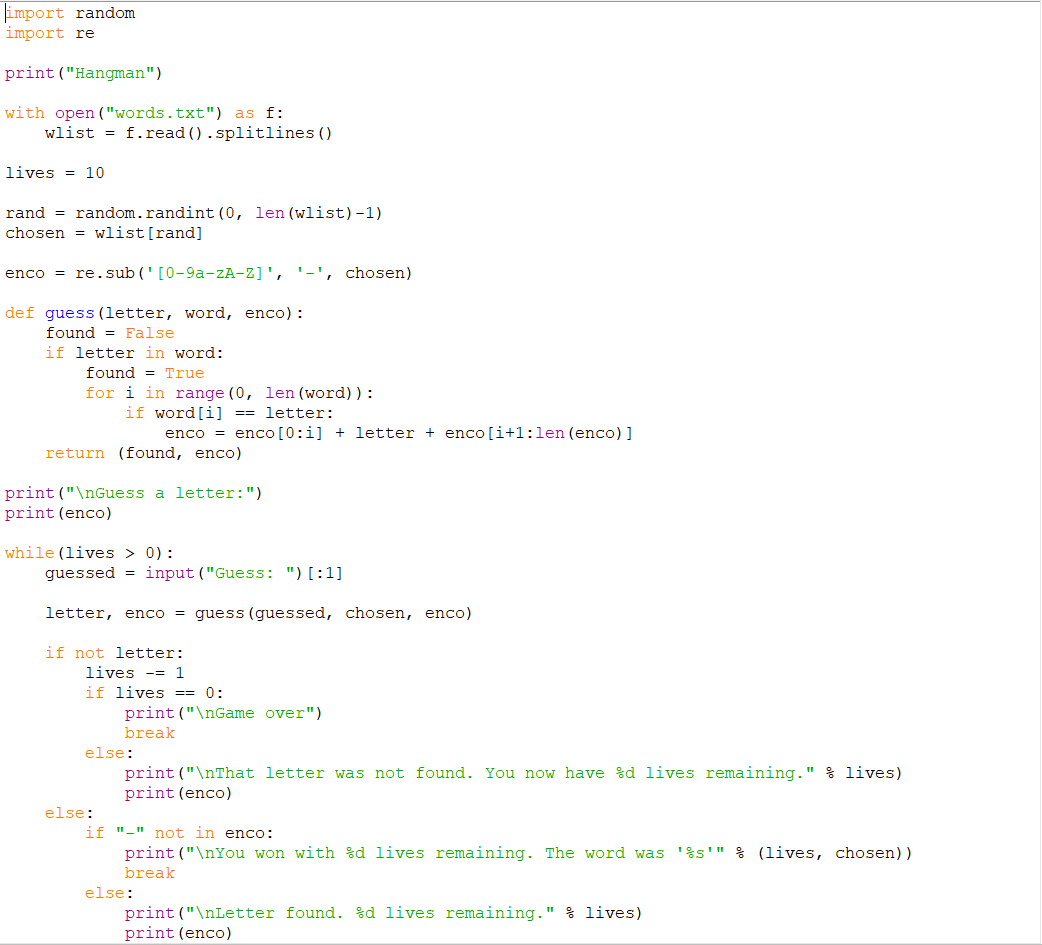 import random
import re

print("Hangman")

with open("words.txt") as f:
    wlist = f.read().splitlines()

lives = 10

rand = random.randint(0, len(wlist)-1)
chosen = wlist[rand]

enco = re.sub('[0-9a-zA-Z]', '-', chosen)

def guess(letter, word, enco):
    found = False
    if letter in word:
        found = True
        for i in range(0, len(word)):
            if word[i] == letter:
                enco = enco[0:i] + letter + enco[i+1:len(enco)]
    return (found, enco)

print("\nGuess a letter:")
print(enco)

while(lives > 0):
    guessed = input("Guess: ")[:1]

    letter, enco = guess(guessed, chosen, enco)

    if not letter:
        lives -= 1
        if lives == 0:
            print("\nGame over")
            break
        else:
            print("\nThat letter was not found. You now have %d lives remaining." % lives)
            print(enco)
    else:
        if "-" not in enco:
            print("\nYou won with %d lives remaining. The word was '%s'" % (lives, chosen))
            break
        else:
            print("\nLetter found. %d lives remaining." % lives)
            print(enco)